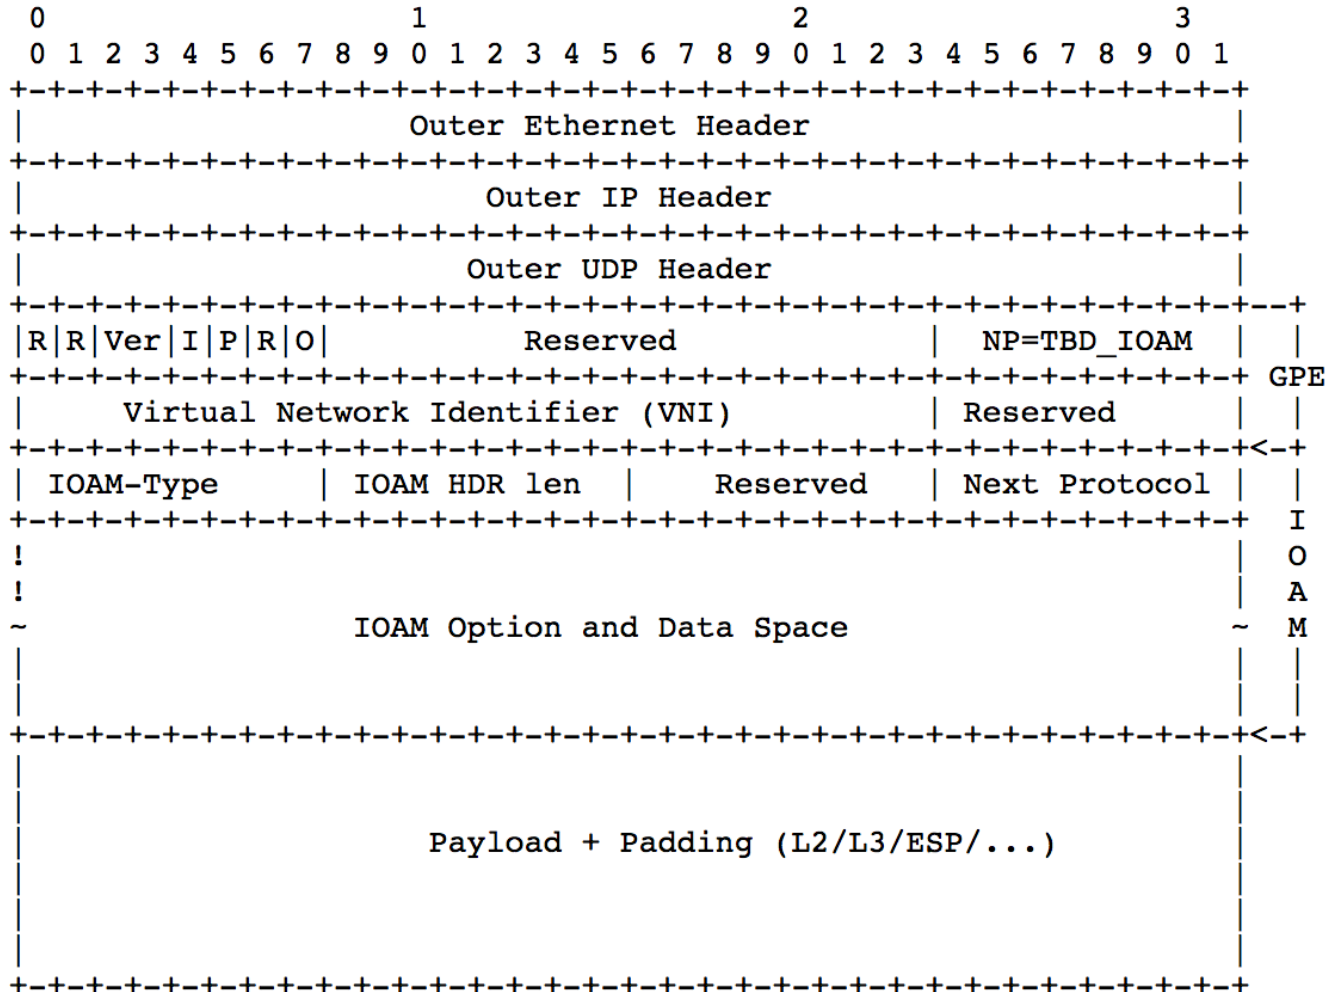 0                   1                   2                   3
 0 1 2 3 4 5 6 7 8 9 0 1 2 3 4 5 6 7 8 9 0 1 2 3 4 5 6 7 8 9 0 1
+-+-+-+-+-+-+-+-+-+-+-+-+-+-+-+-+-+-+-+-+-+-+-+-+-+-+-+-+-+-+-+-+
|                    Outer Ethernet Header                      |
+-+-+-+-+-+-+-+-+-+-+-+-+-+-+-+-+-+-+-+-+-+-+-+-+-+-+-+-+-+-+-+-+
|                        Outer IP Header                        |
+-+-+-+-+-+-+-+-+-+-+-+-+-+-+-+-+-+-+-+-+-+-+-+-+-+-+-+-+-+-+-+-+
|                       Outer UDP Header                        |
+-+-+-+-+-+-+-+-+-+-+-+-+-+-+-+-+-+-+-+-+-+-+-+-+-+-+-+-+-+-+-+-+--+
|R|R|Ver|I|P|R|O|          Reserved             |  NP=TBD_IOAM  |  |
+-+-+-+-+-+-+-+-+-+-+-+-+-+-+-+-+-+-+-+-+-+-+-+-+-+-+-+-+-+-+-+-+ GPE
|     Virtual Network Identifier (VNI)          | Reserved      |  |
+-+-+-+-+-+-+-+-+-+-+-+-+-+-+-+-+-+-+-+-+-+-+-+-+-+-+-+-+-+-+-+-+<-+
| IOAM-Type     | IOAM HDR len  |    Reserved   | Next Protocol |  |
+-+-+-+-+-+-+-+-+-+-+-+-+-+-+-+-+-+-+-+-+-+-+-+-+-+-+-+-+-+-+-+-+  I
!                                                               |  O
!                                                               |  A
~                 IOAM Option and Data Space                    ~  M
|                                                               |  |
|                                                               |  |
+-+-+-+-+-+-+-+-+-+-+-+-+-+-+-+-+-+-+-+-+-+-+-+-+-+-+-+-+-+-+-+-+<-+
|                                                               |
|                                                               |
|                     Payload + Padding (L2/L3/ESP/...)         |
|                                                               |
|                                                               |
|                                                               |
+-+-+-+-+-+-+-+-+-+-+-+-+-+-+-+-+-+-+-+-+-+-+-+-+-+-+-+-+-+-+-+-+